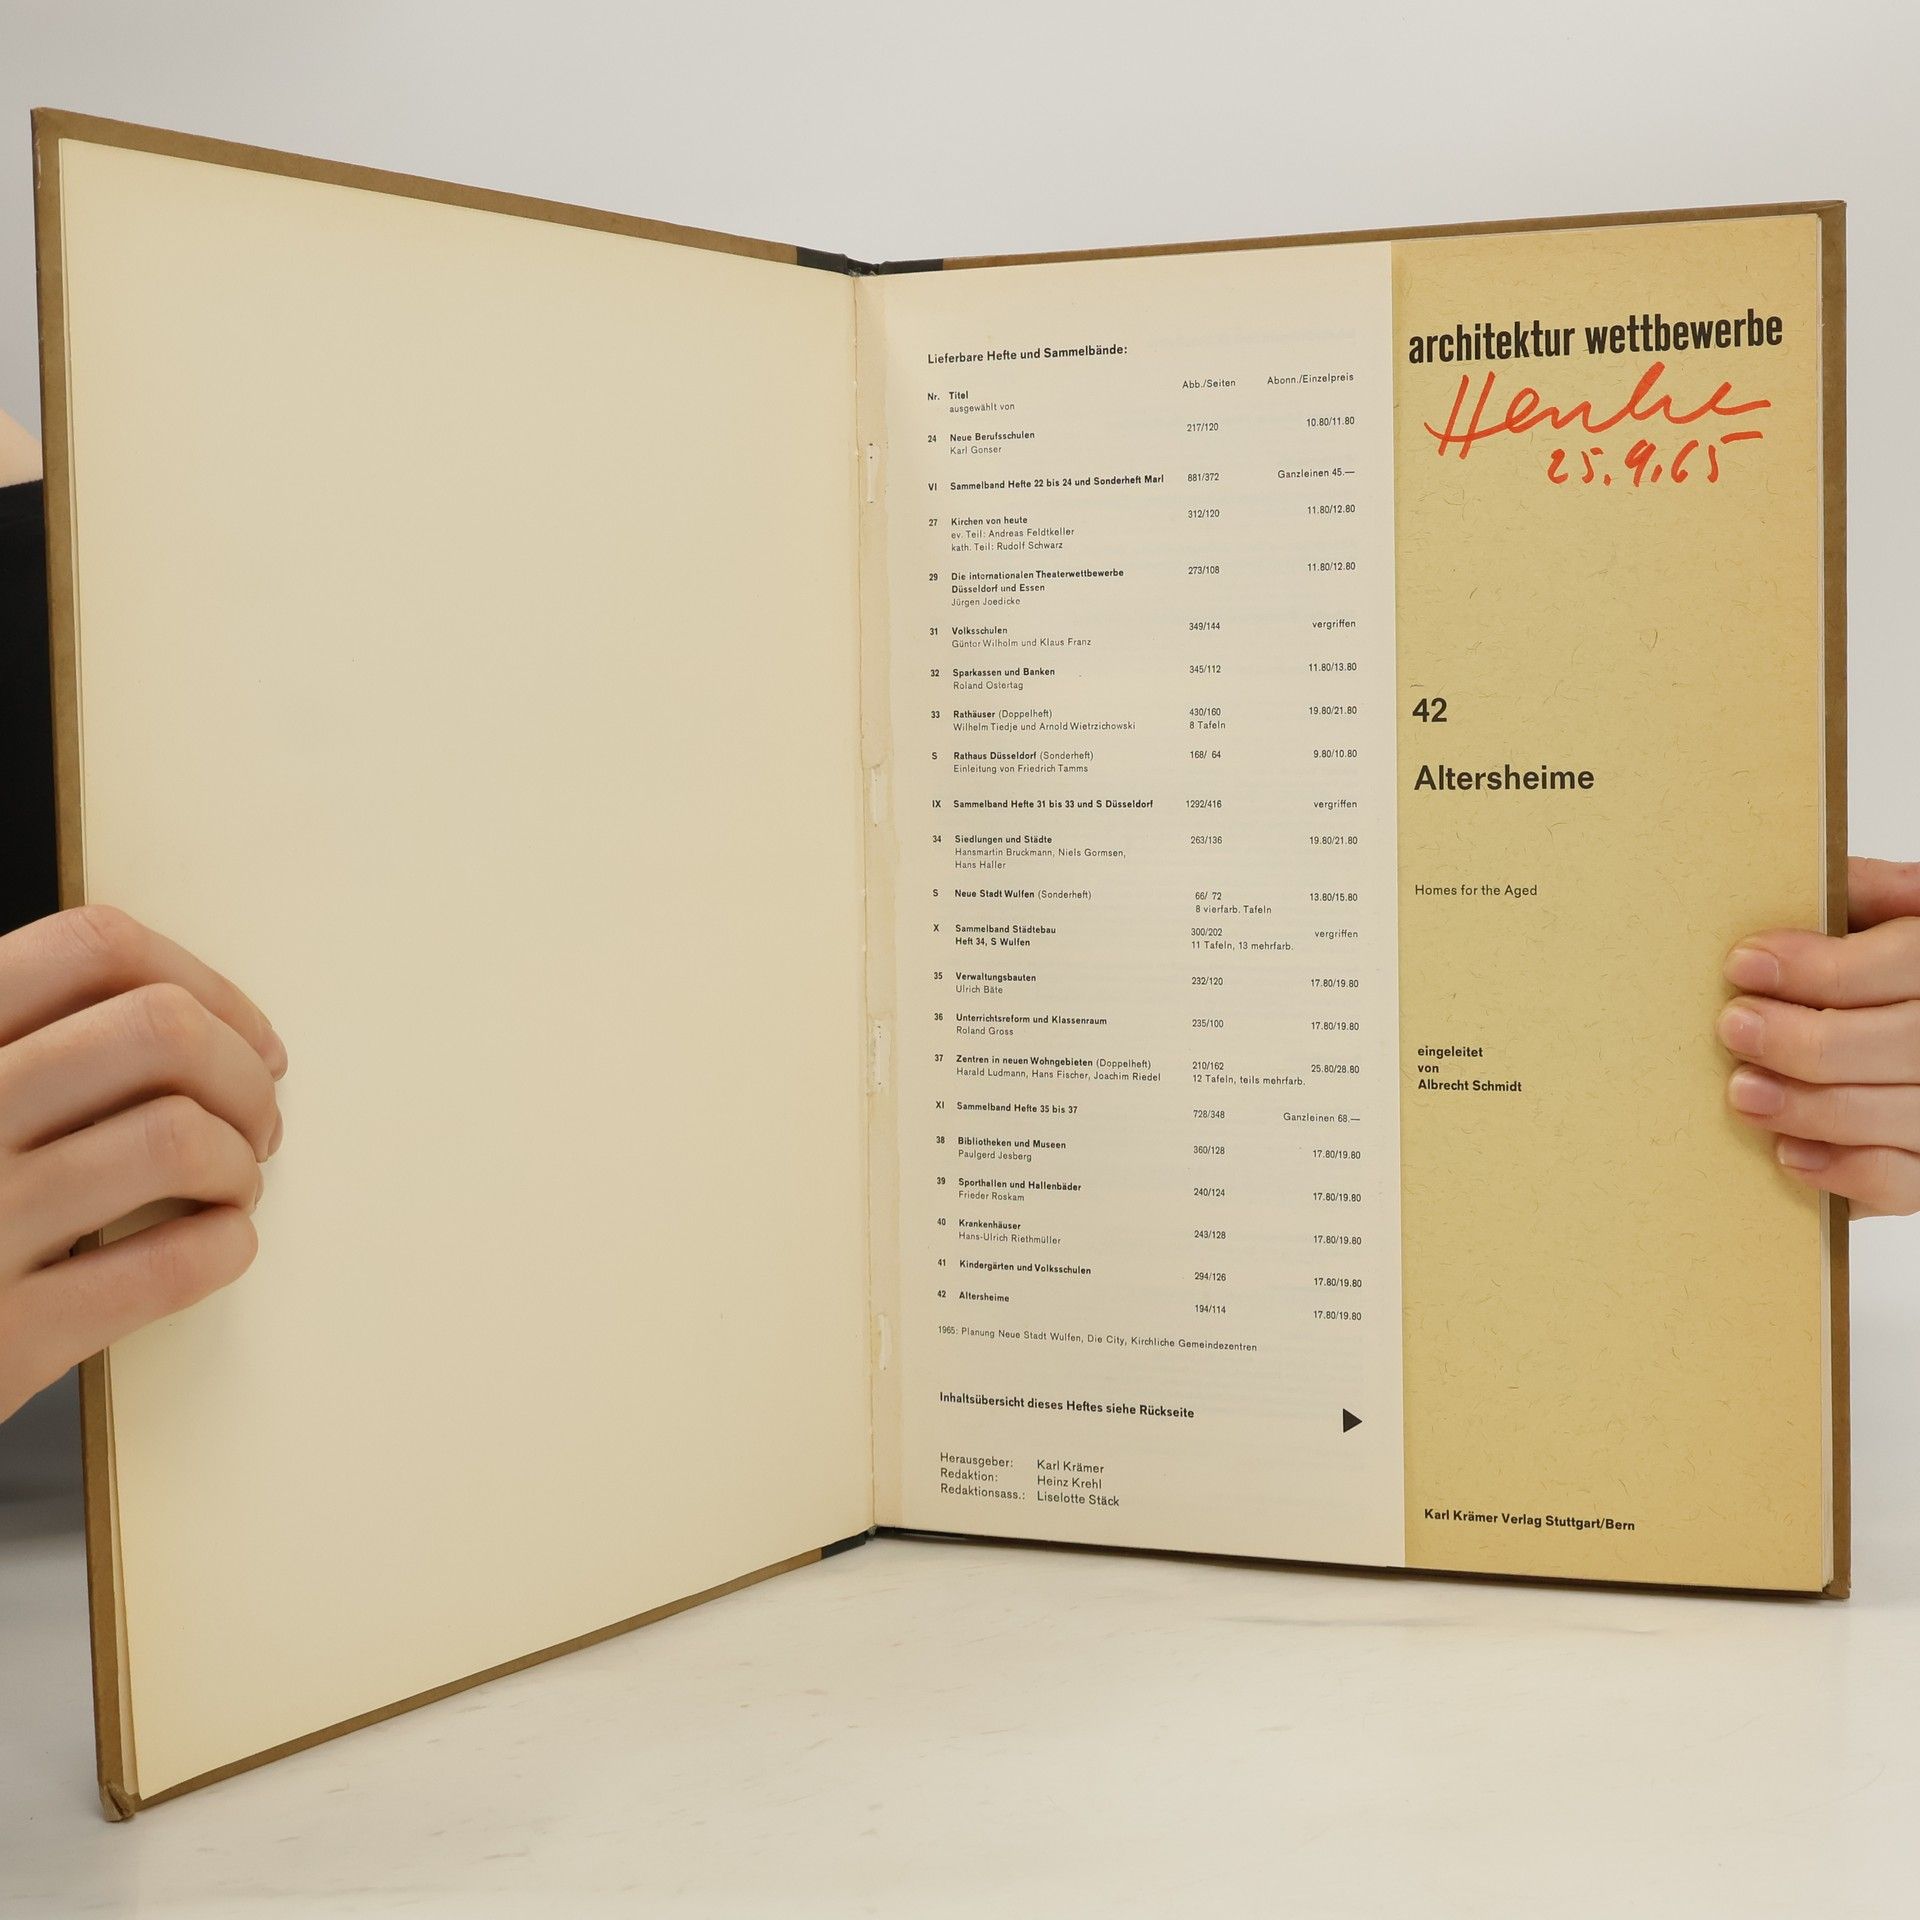 Lieferbare Hefte und Sammelbände:
Nr. Titel Abb./Seiten Abonn./Einzelpreis
ausgewählt von
24 Neue Berufsschulen 217/120 10.80/11.80
Karl Gonser
VI Sammelband Hefte 22 bis 24 und Sonderheft Marl 881/372 Ganzleinen 45.—
27 Kirchen von heute 312/120 11.80/12.80
ev. Teil: Andreas Feldtkeller
kath. Teil: Rudolf Schwarz
29 Die internationalen Theaterwettbewerbe 273/108 11.80/12.80
Düsseldorf und Essen
Jürgen Joedicke
31 Volksschulen 349/144 vergriffen
Günter Wilhelm und Klaus Franz
32 Sparkassen und Banken 345/112 11.80/13.80
Roland Ostertag
33 Rathäuser (Doppelheft) 430/160 19.80/21.80
Wilhelm Tiedje und Arnold Wietrzichowski 8 Tafeln
S Rathaus Düsseldorf (Sonderheft) 168/ 64 9.80/10.80
Einleitung von Friedrich Tamms
IX Sammelband Hefte 31 bis 33 und S Düsseldorf 1292/416 vergriffen
34 Siedlungen und Städte 263/136 19.80/21.80
Hansmartin Bruckmann, Niels Gormsen,
Hans Haller
S Neue Stadt Wulfen (Sonderheft) 66/ 72 13.80/15.80
8 vierfarb. Tafeln
X Sammelband Städtebau 300/202 vergriffen
Heft 34, S Wulfen 11 Tafeln, 13 mehrfarb.
35 Verwaltungsbauten 232/120 17.80/19.80
Ulrich Bäte
36 Unterrichtsreform und Klassenraum 235/100 17.80/19.80
Roland Gross
37 Zentren in neuen Wohngebieten (Doppelheft) 210/162 25.80/28.80
Harald Ludmann, Hans Fischer, Joachim Riedel 12 Tafeln, teils mehrfarb.
XI Sammelband Hefte 35 bis 37 728/348 Ganzleinen 68.—
38 Bibliotheken und Museen 360/128 17.80/19.80
Paulgerd Jesberg
39 Sporthallen und Hallenbäder 240/124 17.80/19.80
Frieder Roskam
40 Krankenhäuser 243/128 17.80/19.80
Hans-Ulrich Riethmüller
41 Kindergärten und Volksschulen 294/126 17.80/19.80
42 Altersheime 194/114 17.80/19.80
1965: Planung Neue Stadt Wulfen, Die City, Kirchliche Gemeindezentren
Inhaltsübersicht dieses Heftes siehe Rückseite
Herausgeber: Karl Krämer
Redaktion: Heinz Krehl
Redaktionsass.: Liselotte Stäck
architektur wettbewerbe
25.9.65
42
Altersheime
Homes for the Aged
eingeleitet
von
Albrecht Schmidt
Karl Krämer Verlag Stuttgart/Bern